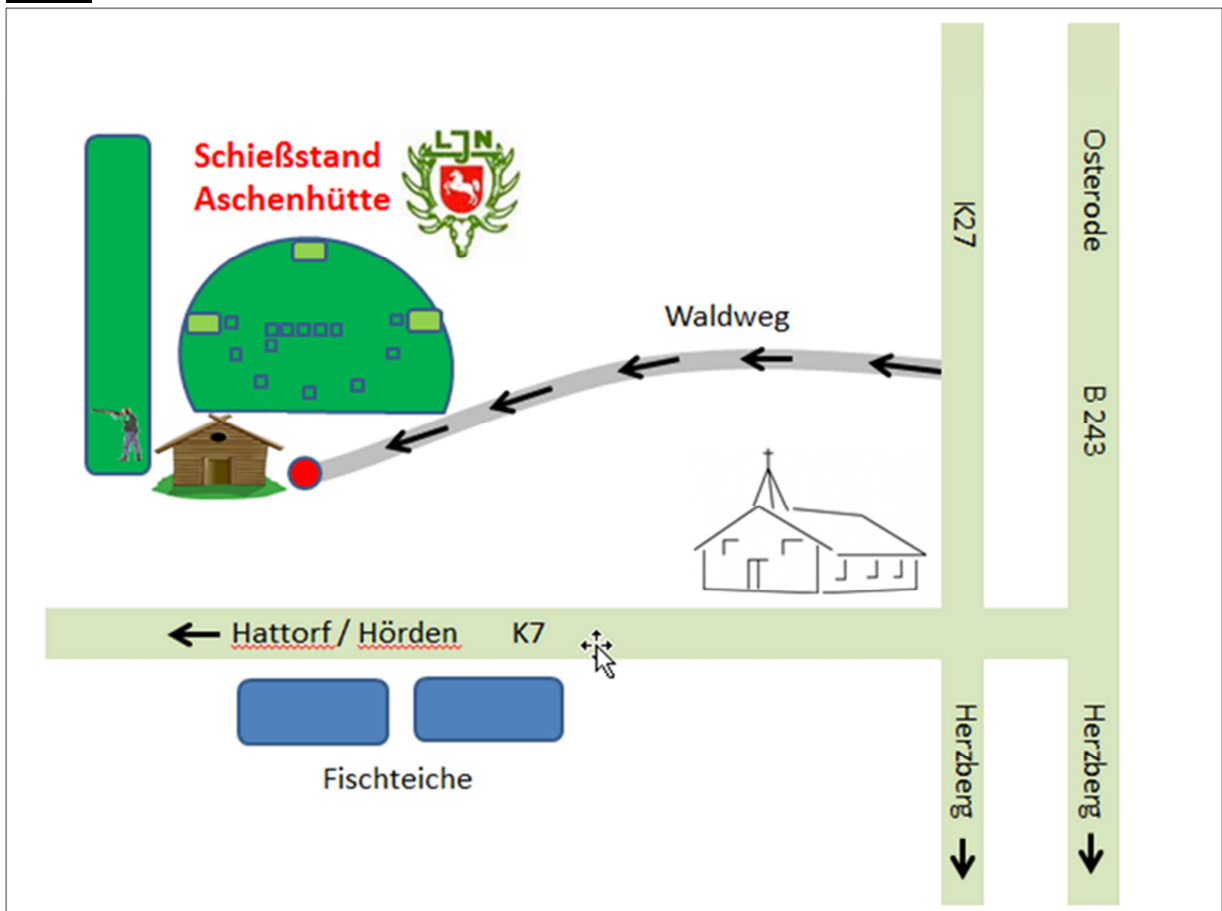 Schießstand
Aschenhütte
LJN
Waldweg
K27
Osterode
B 243
Hattorf / Hörden K7
Fischteiche
Herzberg
Herzberg